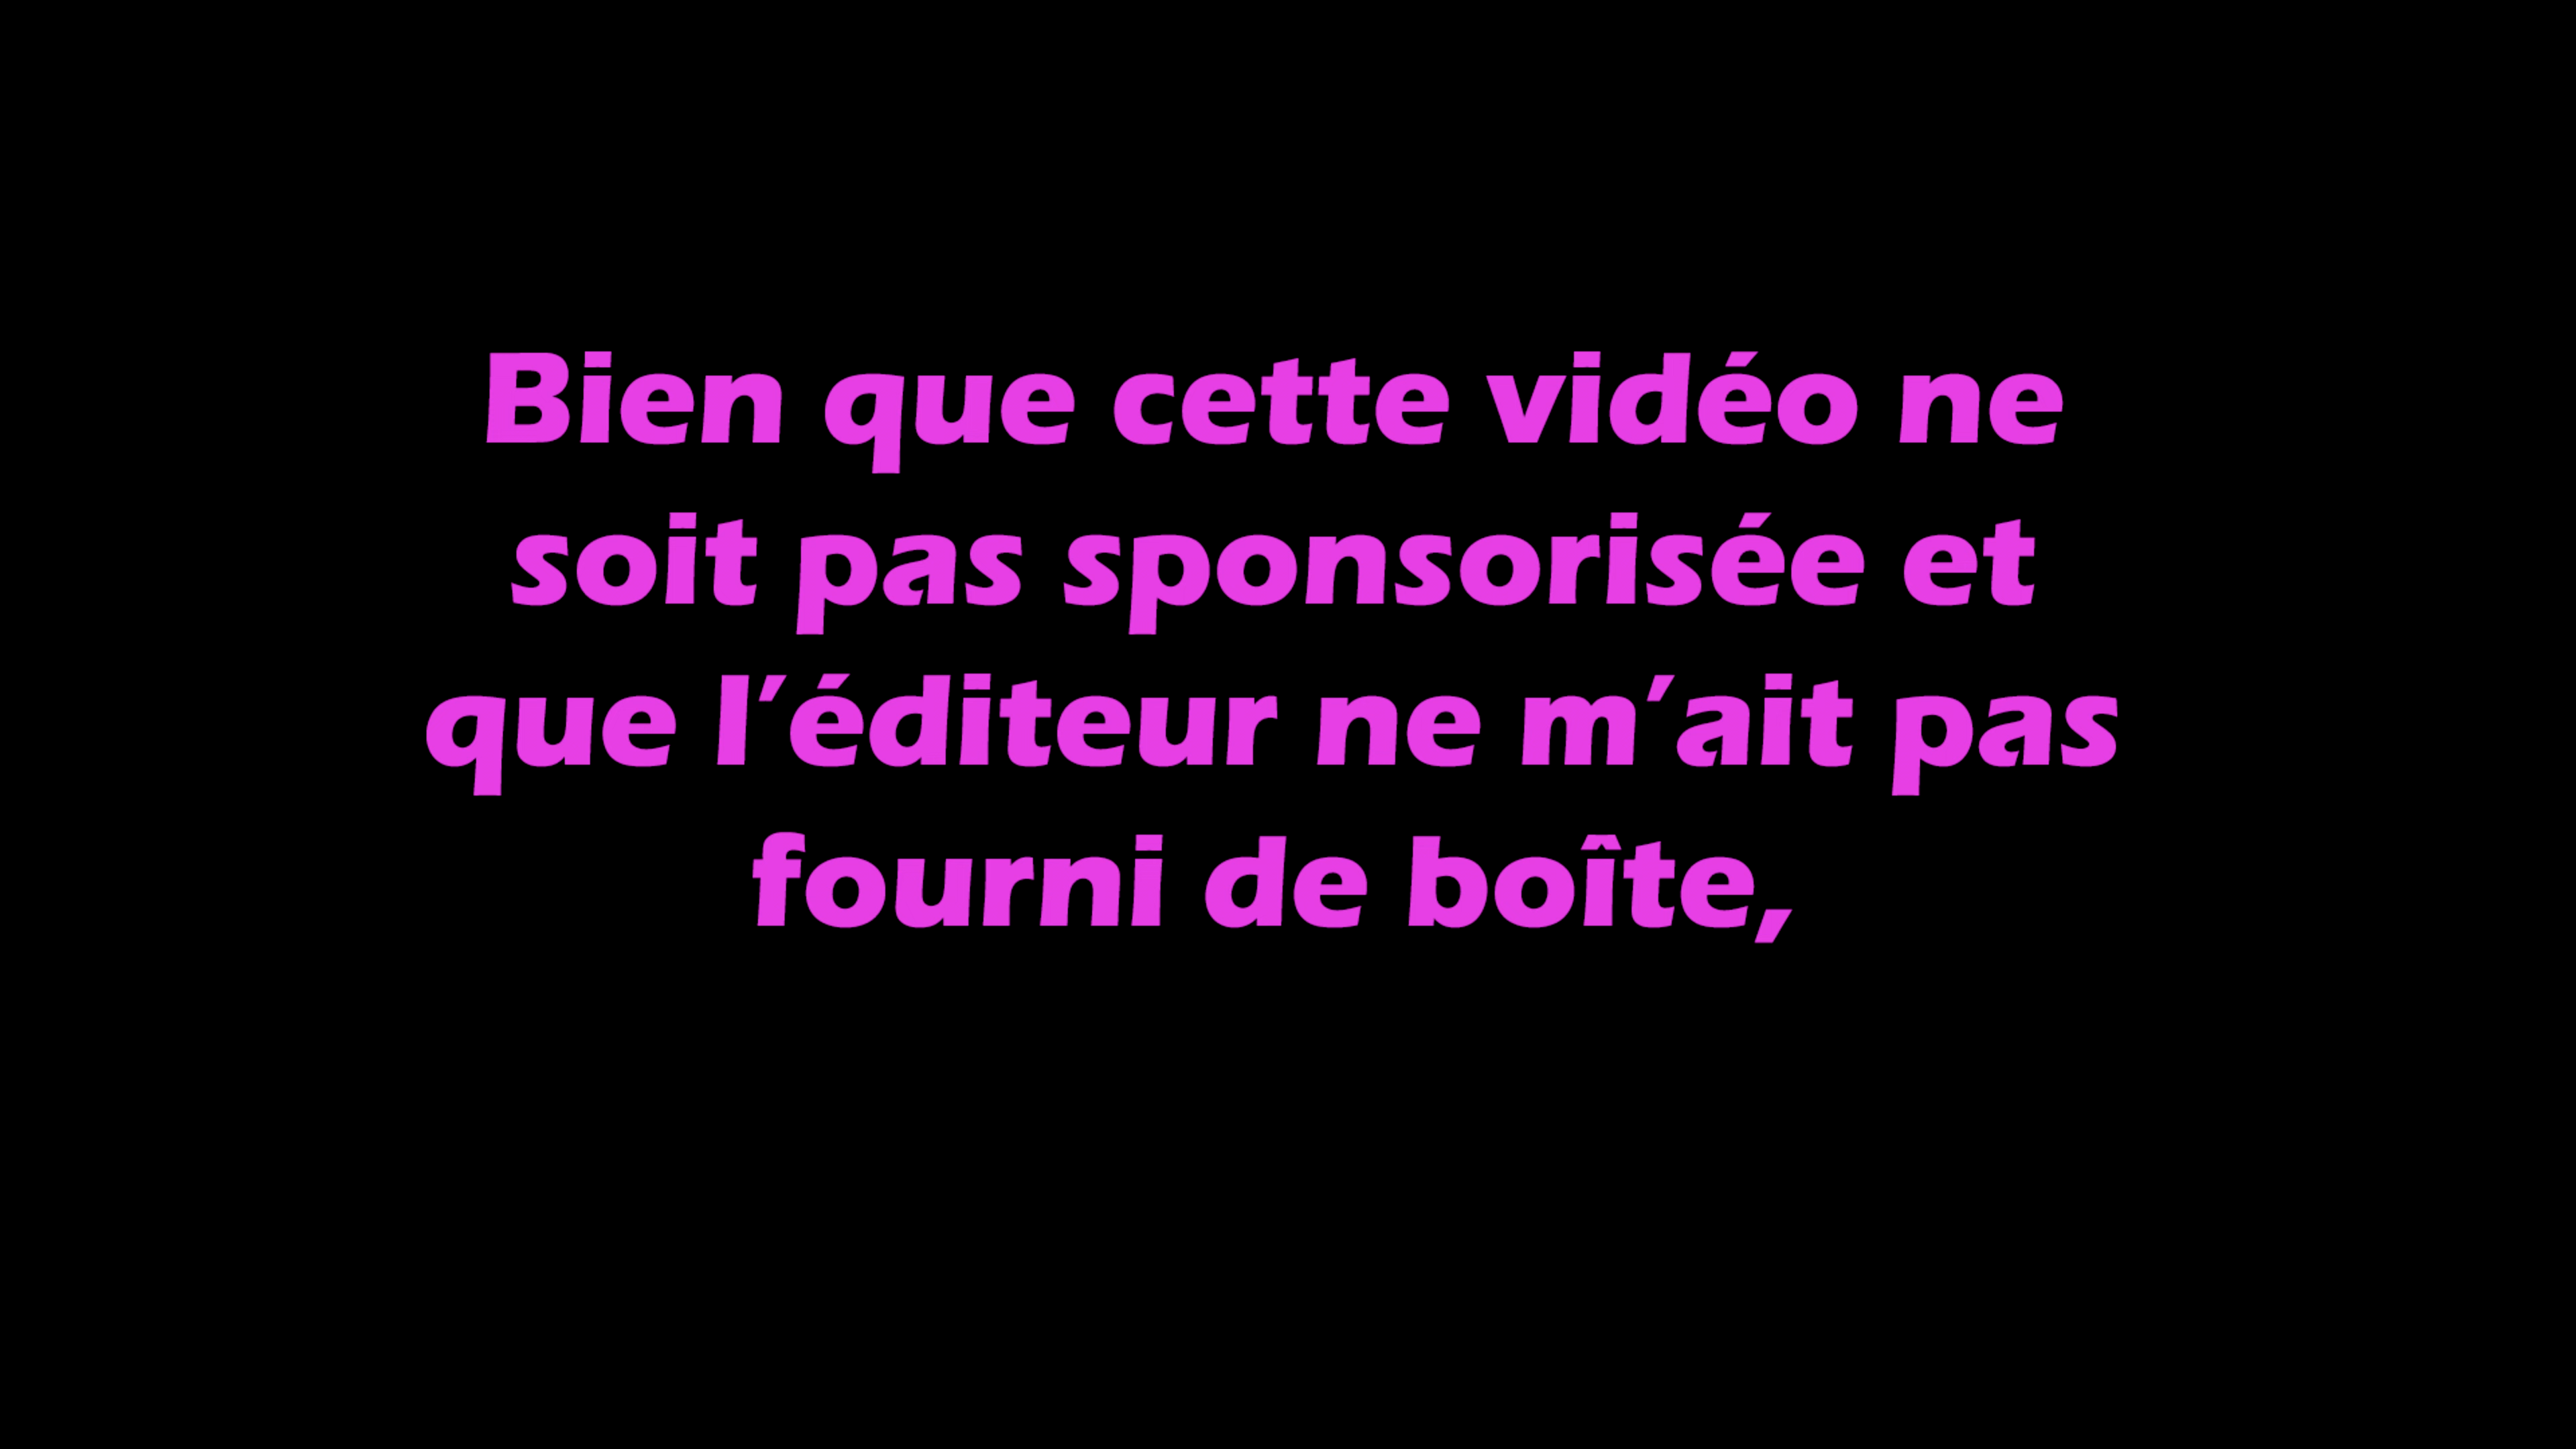 Bien que cette vidéo ne
soit pas sponsorisée et
que l’éditeur ne m’ait pas
fourni de boîte,